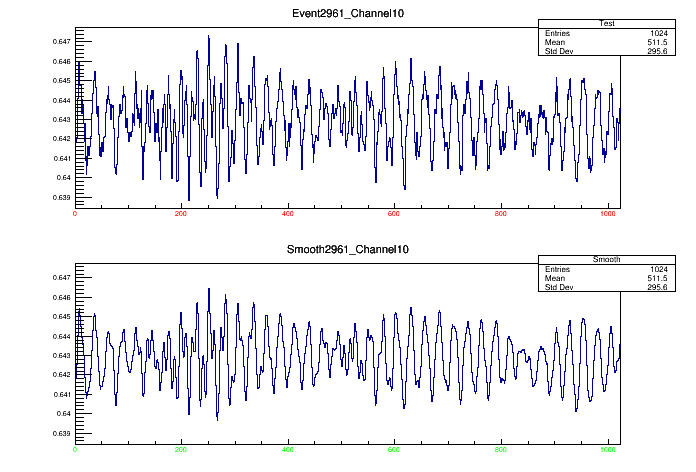 Event2961_Channel10
Test
Entries 1024
Mean 511.5
Std Dev 295.6
0.647
0.646
0.645
0.644
0.643
0.642
0.641
0.64
0.639
0 200 400 600 800 1000
Smooth2961_Channel10
Smooth
Entries 1024
Mean 511.5
Std Dev 295.6
0.647
0.646
0.645
0.644
0.643
0.642
0.641
0.64
0.639
0 200 400 600 800 1000